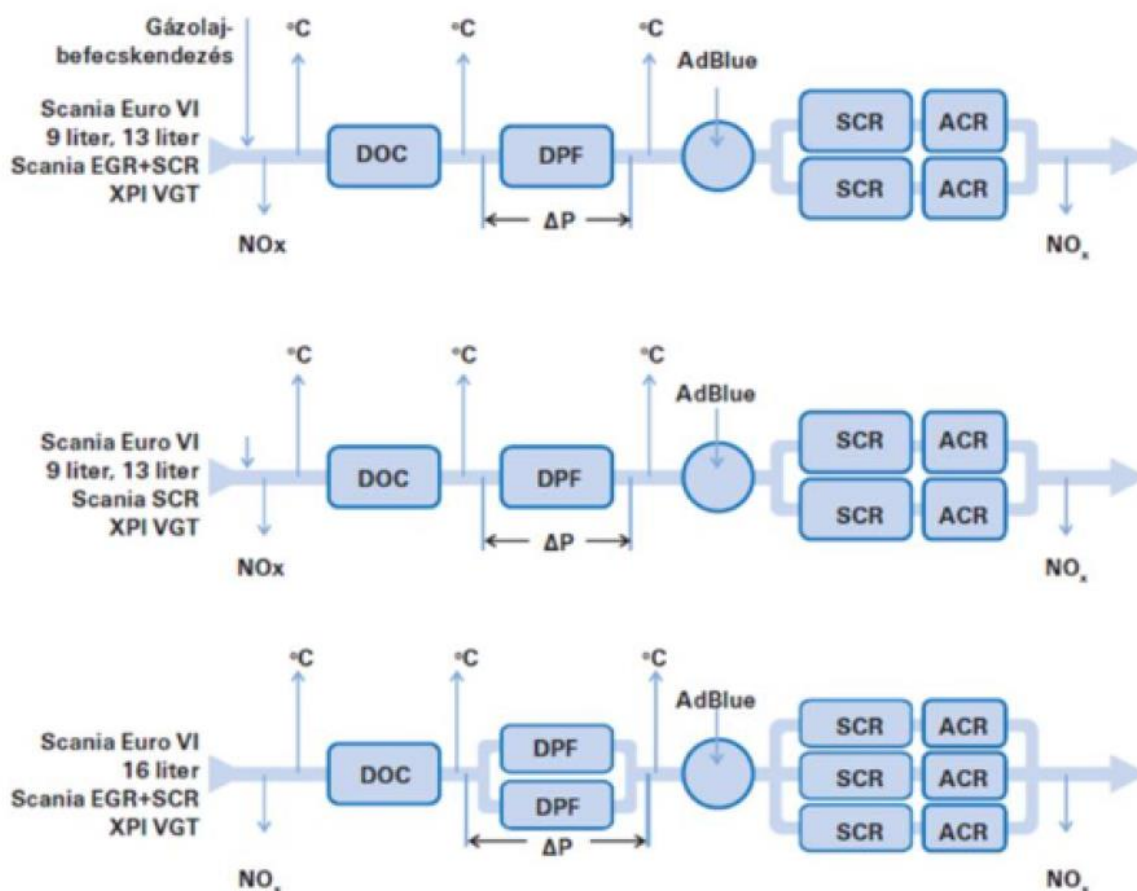 Gázolaj-
befecskendezés
°C
°C
°C
AdBlue
Scania Euro VI
9 liter, 13 liter
Scania EGR+SCR
XPI VGT
DOC
DPF
SCR
ACR
SCR
ACR
ΔP
NOx
NOx
°C
°C
°C
AdBlue
Scania Euro VI
9 liter, 13 liter
Scania SCR
XPI VGT
DOC
DPF
SCR
ACR
SCR
ACR
ΔP
NOx
NOx
°C
°C
°C
AdBlue
Scania Euro VI
16 liter
Scania EGR+SCR
XPI VGT
DOC
DPF
DPF
SCR
ACR
SCR
ACR
SCR
ACR
ΔP
NOx
NOx